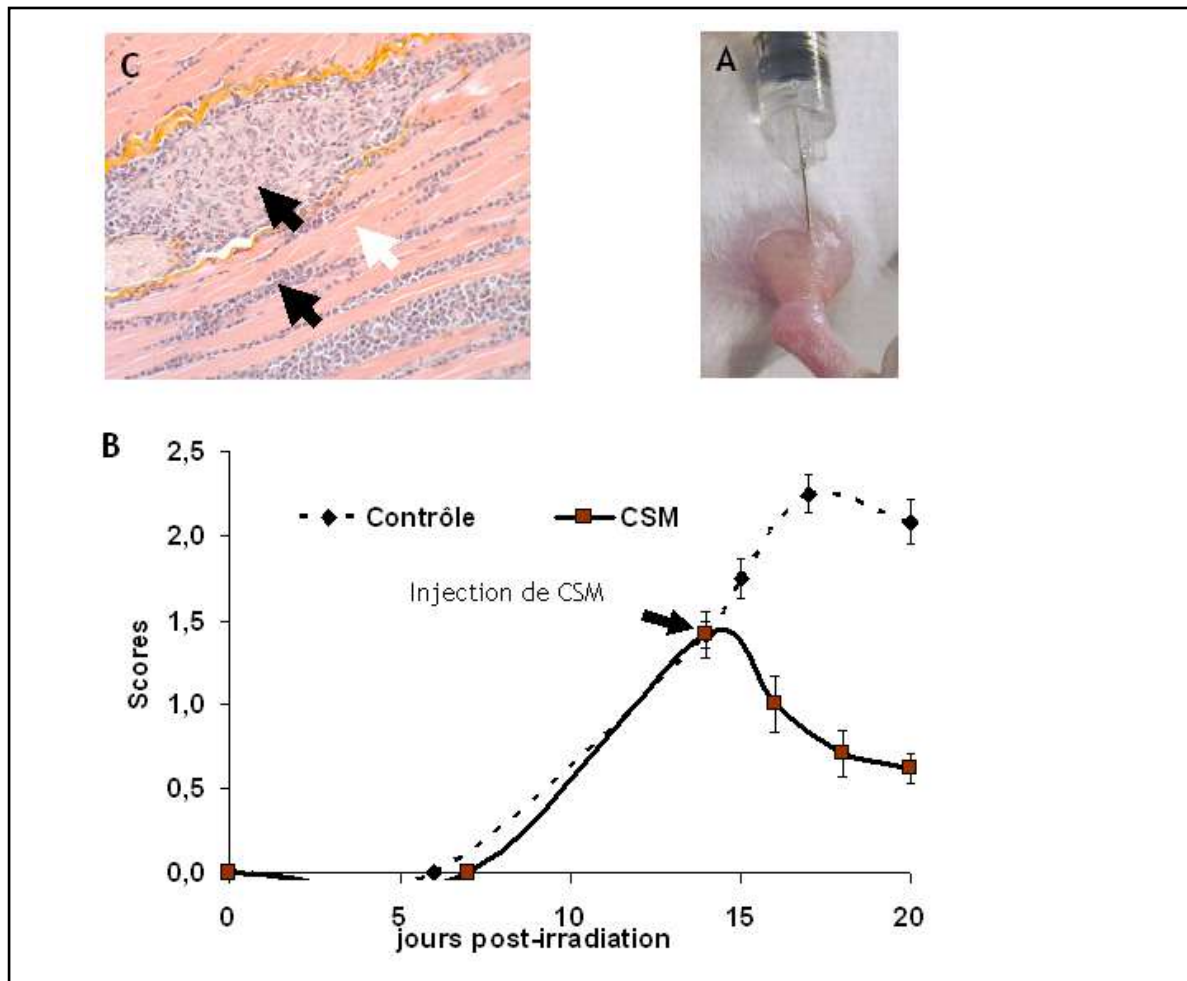 C
A
B
2,5
2,0
1,5
1,0
0,5
0,0
Scores
Contrôle
CSM
Injection de CSM
0 5 10 15 20
jours post-irradiation